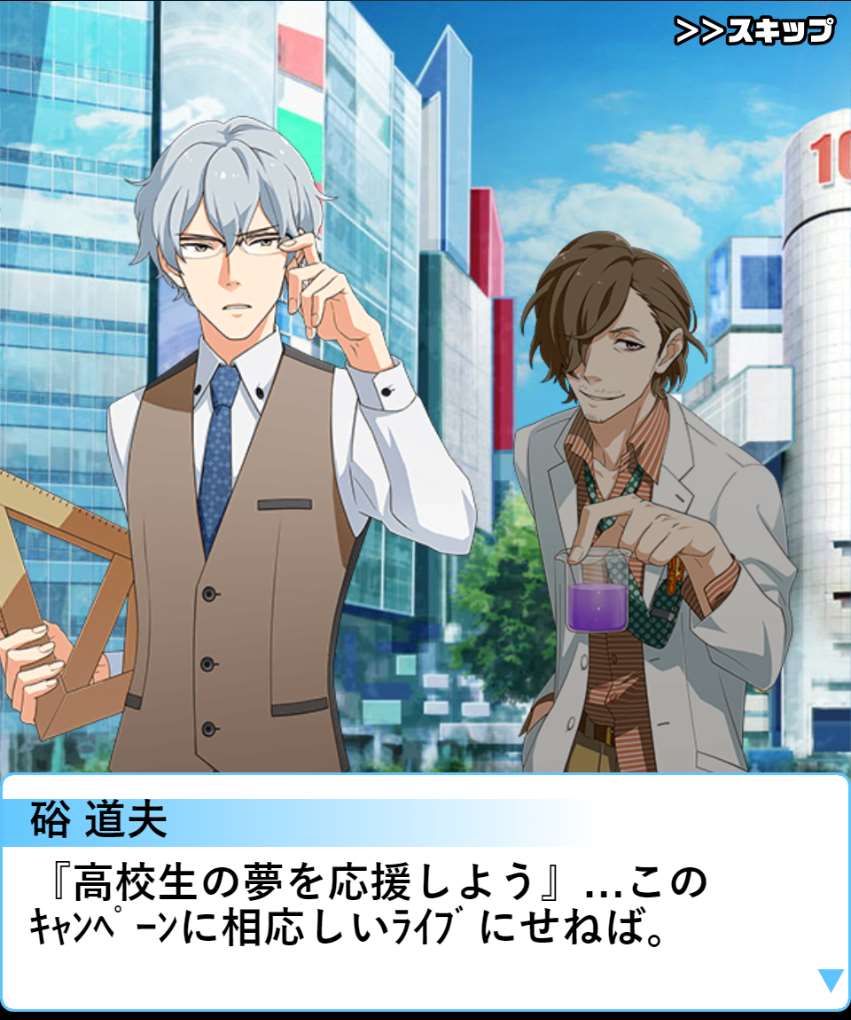 >>スキップ
10
硲 道夫
『高校生の夢を応援しよう』…この
ｷｬﾝﾍﾟｰﾝに相応しいﾗｲﾌﾞにせねば。